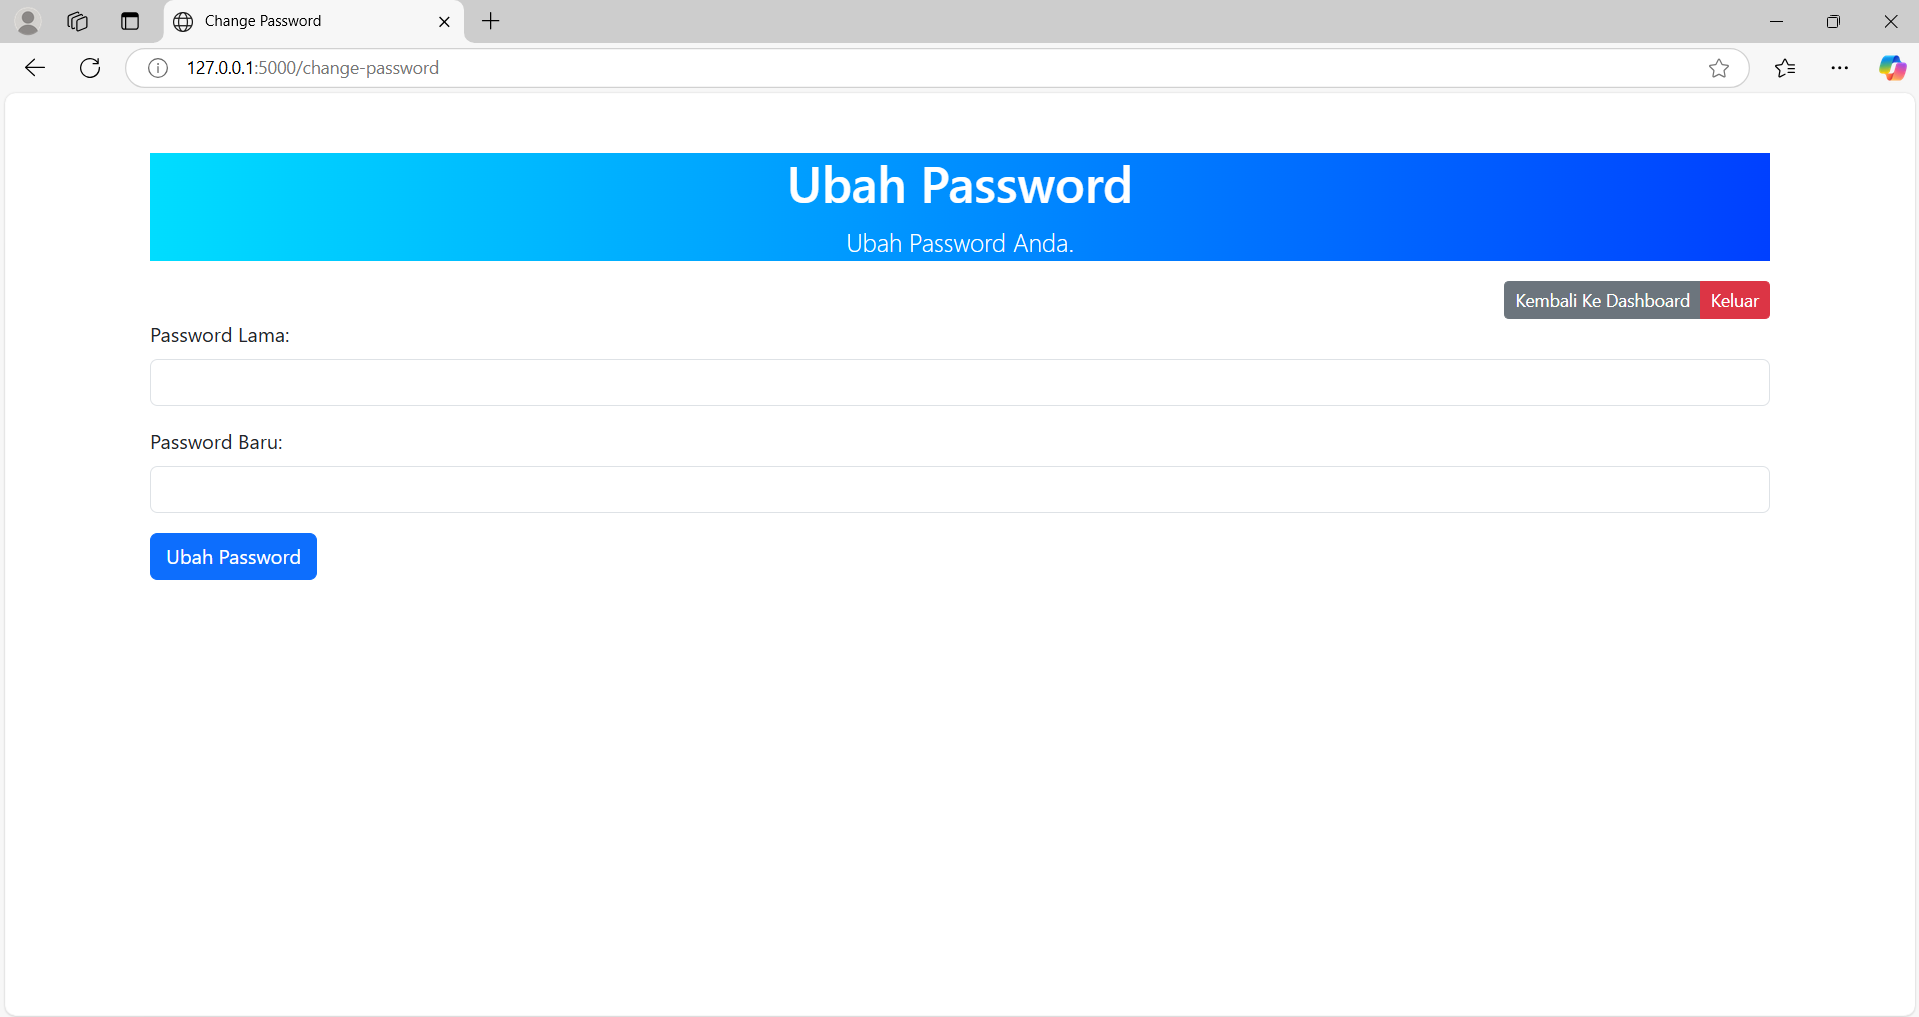 Change Password
127.0.0.1:5000/change-password
Ubah Password
Ubah Password Anda.
Kembali Ke Dashboard Keluar
Password Lama:
Password Baru:
Ubah Password